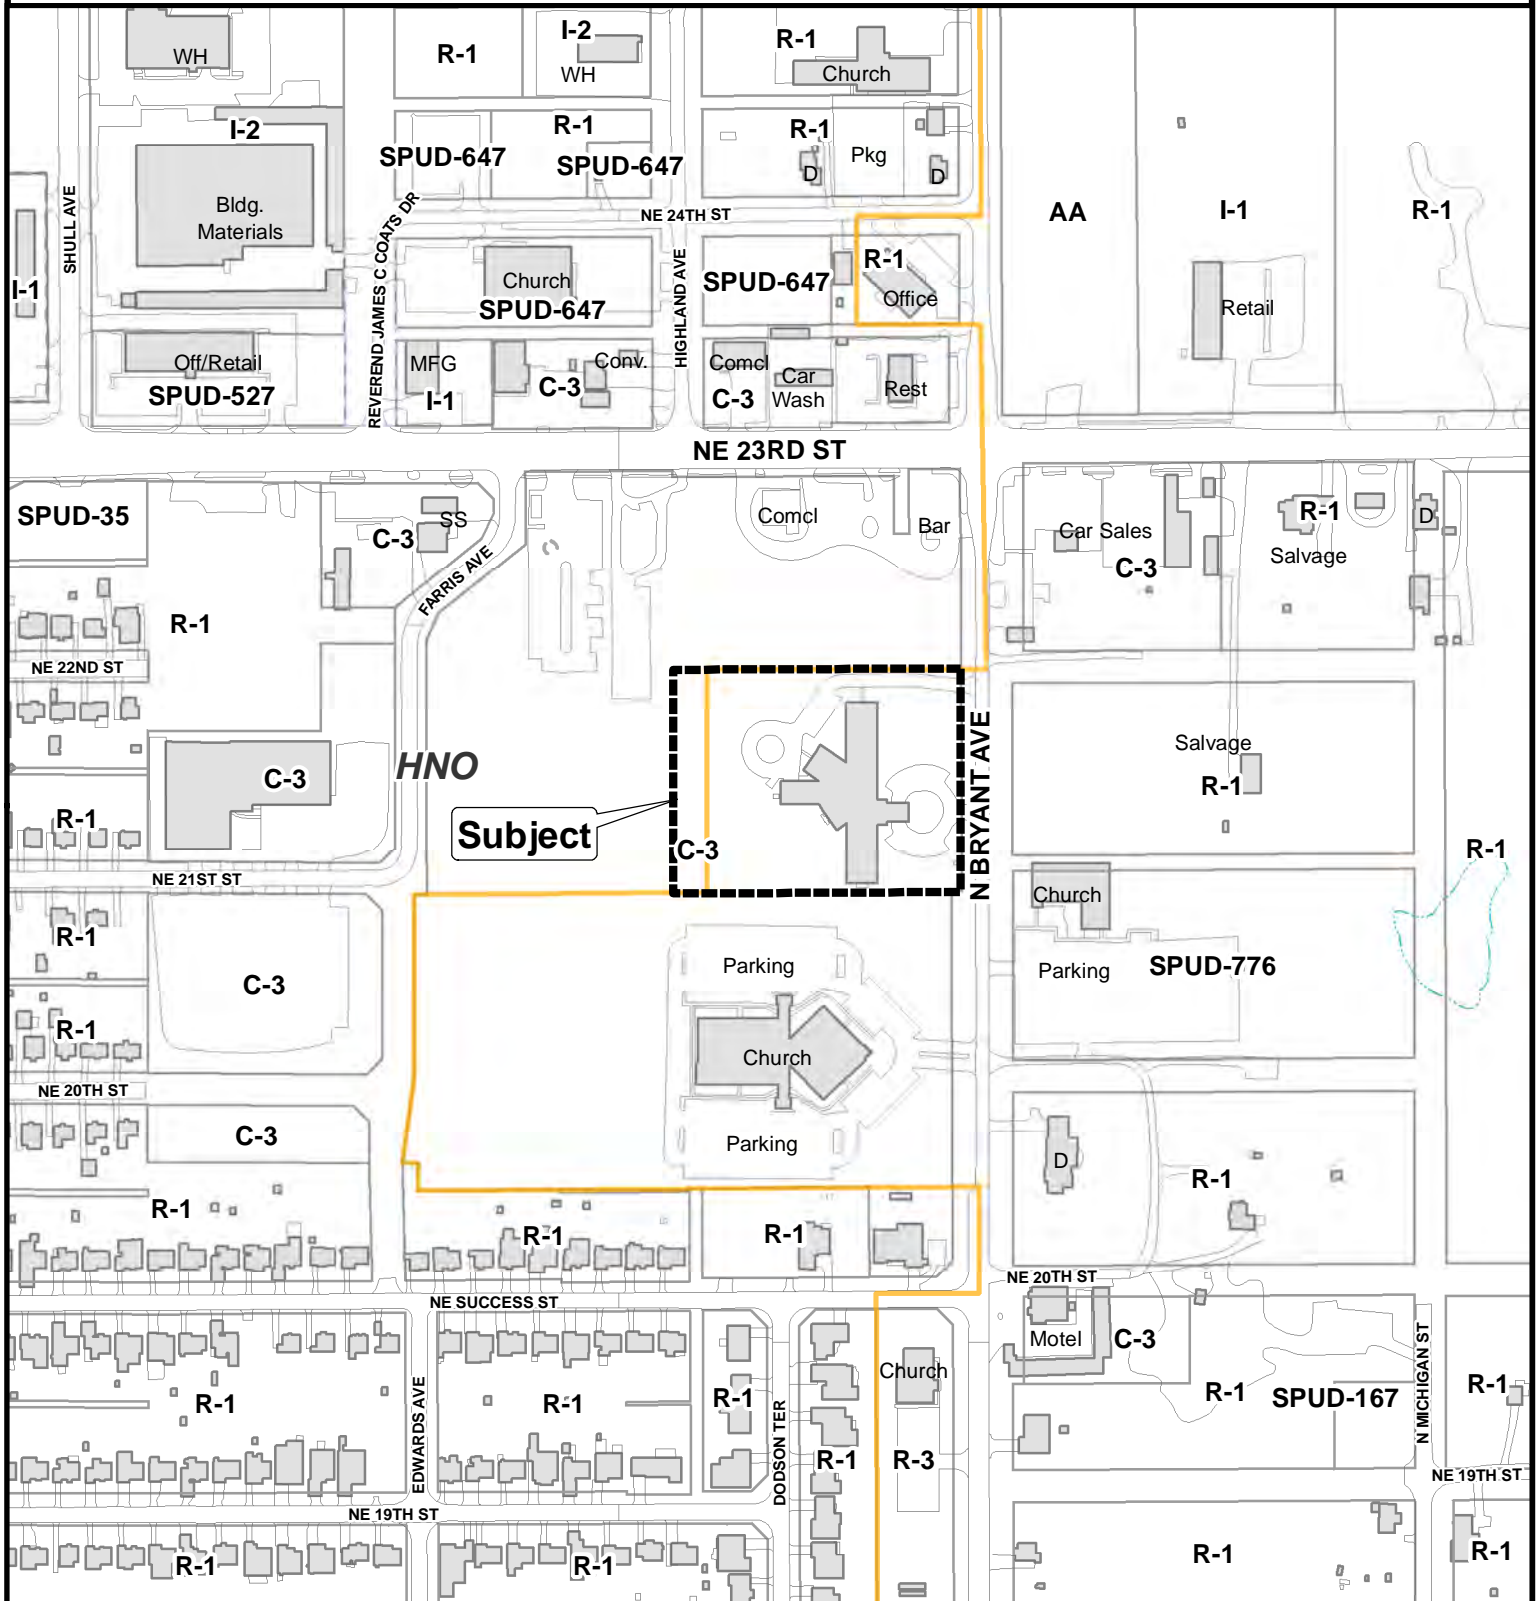 WH
R-1
I-2
WH
R-1
Church
I-2
R-1
SPUD-647
SPUD-647
R-1
Pkg
D
D
SHULL AVE
Bldg.
Materials
REVEREND JAMES C COATS DR
NE 24TH ST
AA
I-1
R-1
I-1
Church
SPUD-647
HIGHLAND AVE
SPUD-647
R-1
Office
Retail
Off/Retail
SPUD-527
MFG
I-1
C-3
Conv.
Comcl
C-3
Car
Wash
Rest
NE 23RD ST
SPUD-35
SS
C-3
FARRIS AVE
Comcl
Bar
Car Sales
C-3
R-1
Salvage
D
R-1
NE 22ND ST
HNO
C-3
R-1
Subject
C-3
N BRYANT AVE
Salvage
R-1
R-1
NE 21ST ST
Church
R-1
C-3
Parking
Parking
SPUD-776
R-1
Church
NE 20TH ST
C-3
Parking
D
R-1
R-1
R-1
R-1
NE 20TH ST
NE SUCCESS ST
Motel
C-3
Church
R-1
EDWARDS AVE
R-1
R-1
DODSON TER
R-1
R-3
R-1
SPUD-167
N MICHIGAN ST
R-1
NE 19TH ST
NE 19TH ST
R-1
R-1
R-1
R-1